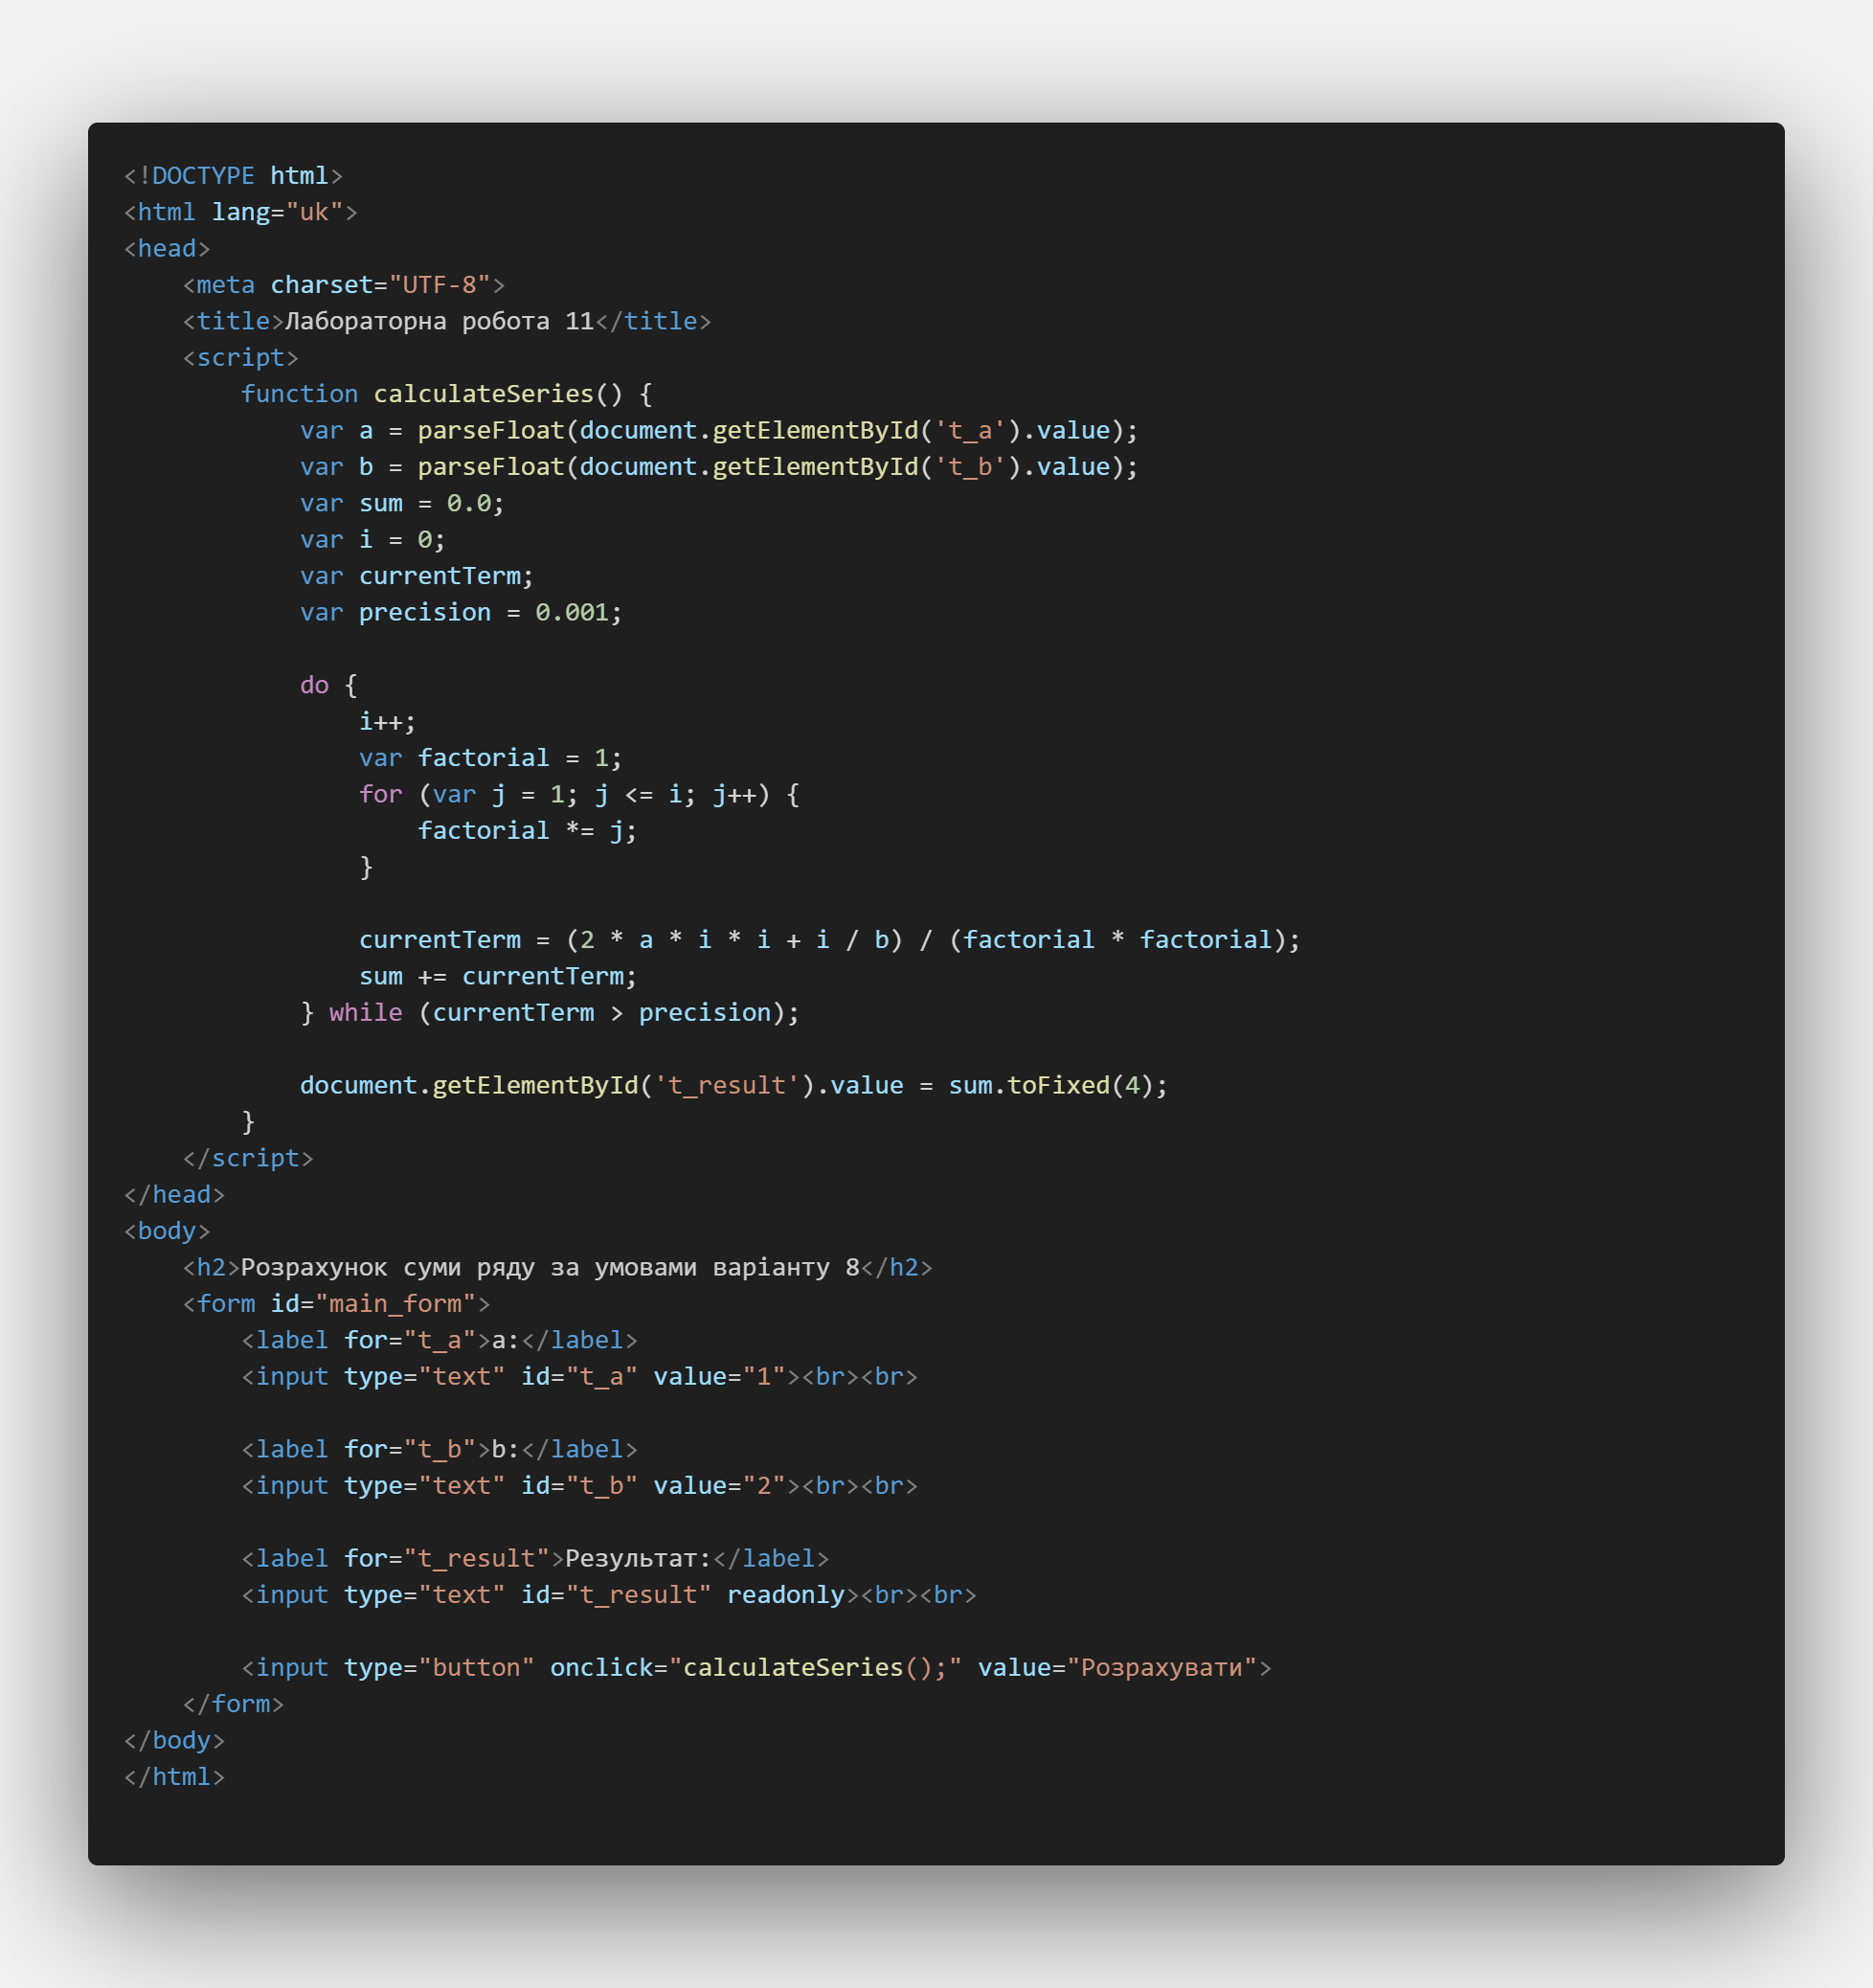 <!DOCTYPE html>
<html lang="uk">
<head>
    <meta charset="UTF-8">
    <title>Лабораторна робота 11</title>
    <script>
        function calculateSeries() {
            var a = parseFloat(document.getElementById('t_a').value);
            var b = parseFloat(document.getElementById('t_b').value);
            var sum = 0.0;
            var i = 0;
            var currentTerm;
            var precision = 0.001;

            do {
                i++;
                var factorial = 1;
                for (var j = 1; j <= i; j++) {
                    factorial *= j;
                }

                currentTerm = (2 * a * i * i + i / b) / (factorial * factorial);
                sum += currentTerm;
            } while (currentTerm > precision);

            document.getElementById('t_result').value = sum.toFixed(4);
        }
    </script>
</head>
<body>
    <h2>Розрахунок суми ряду за умовами варіанту 8</h2>
    <form id="main_form">
        <label for="t_a">a:</label>
        <input type="text" id="t_a" value="1"><br><br>

        <label for="t_b">b:</label>
        <input type="text" id="t_b" value="2"><br><br>

        <label for="t_result">Результат:</label>
        <input type="text" id="t_result" readonly><br><br>

        <input type="button" onclick="calculateSeries();" value="Розрахувати">
    </form>
</body>
</html>